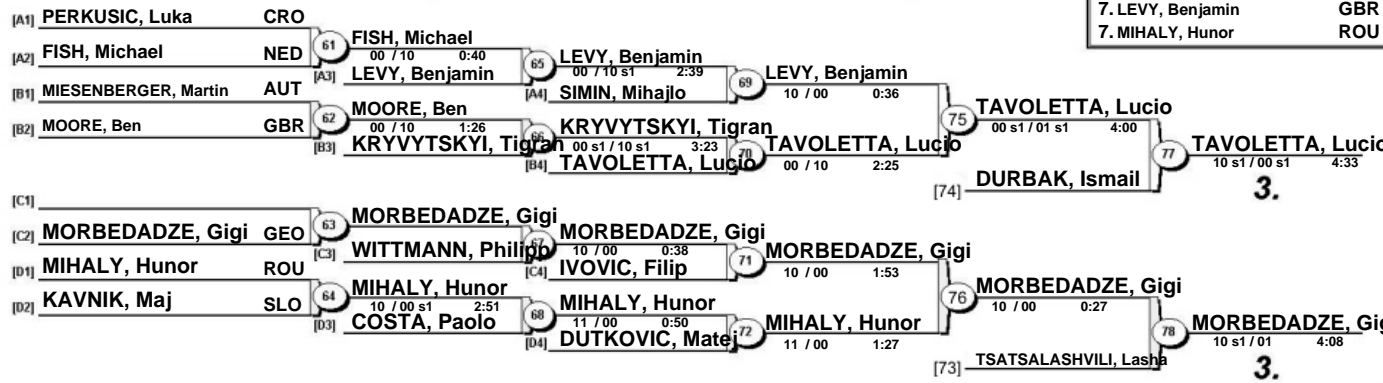 7. LEVY, Benjamin GBR
7. MIHALY, Hunor ROU
[A1] PERKUSIC, Luka CRO
[A2] FISH, Michael NED
61
FISH, Michael
00 / 10 0:40
[A3] LEVY, Benjamin
65
LEVY, Benjamin
00 / 10 s1 2:39
[A4] SIMIN, Mihajlo
69
LEVY, Benjamin
10 / 00 0:36
[B1] MIESENBERGER, Martin AUT
[B2] MOORE, Ben GBR
62
MOORE, Ben
00 / 10 1:26
[B3] KRYVYTSKYI, Tigran
66
KRYVYTSKYI, Tigran
00 s1 / 10 s1 3:23
[B4] TAVOLETTA, Lucio
70
TAVOLETTA, Lucio
00 / 10 2:25
75
TAVOLETTA, Lucio
00 s1 / 01 s1 4:00
[74] DURBAK, Ismail
77
TAVOLETTA, Lucio
10 s1 / 00 s1 4:33
3.
[C1]
[C2] MORBEDADZE, Gigi GEO
63
MORBEDADZE, Gigi
[C3] WITTMANN, Philipp
67
MORBEDADZE, Gigi
10 / 00 0:38
[C4] IVOVIC, Filip
71
MORBEDADZE, Gigi
10 / 00 1:53
[D1] MIHALY, Hunor ROU
[D2] KAVNIK, Maj SLO
64
MIHALY, Hunor
10 / 00 s1 2:51
[D3] COSTA, Paolo
68
MIHALY, Hunor
11 / 00 0:50
[D4] DUTKOVIC, Matej
72
MIHALY, Hunor
11 / 00 1:27
76
MORBEDADZE, Gigi
10 / 00 0:27
[73] TSATSALASHVILI, Lasha
78
MORBEDADZE, Gig
10 s1 / 01 4:08
3.